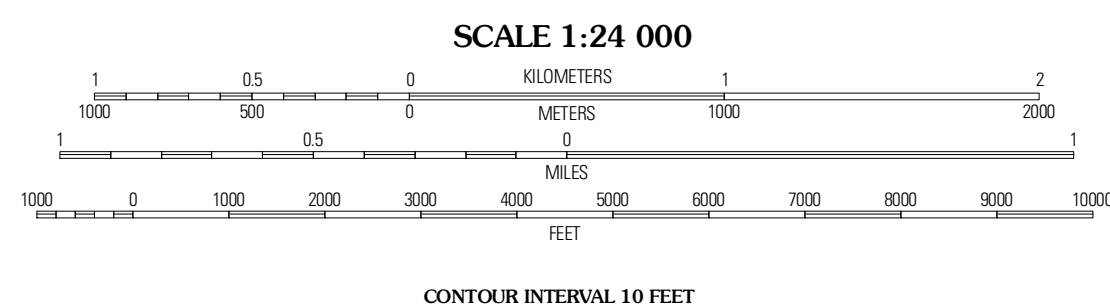 SCALE 1:24 000
1 0.5 0 KILOMETERS 1 2
1000 500 0 METERS 1000 2000
1 0.5 0 1
MILES
1000 0 1000 2000 3000 4000 5000 6000 7000 8000 9000 10000
FEET
CONTOUR INTERVAL 10 FEET